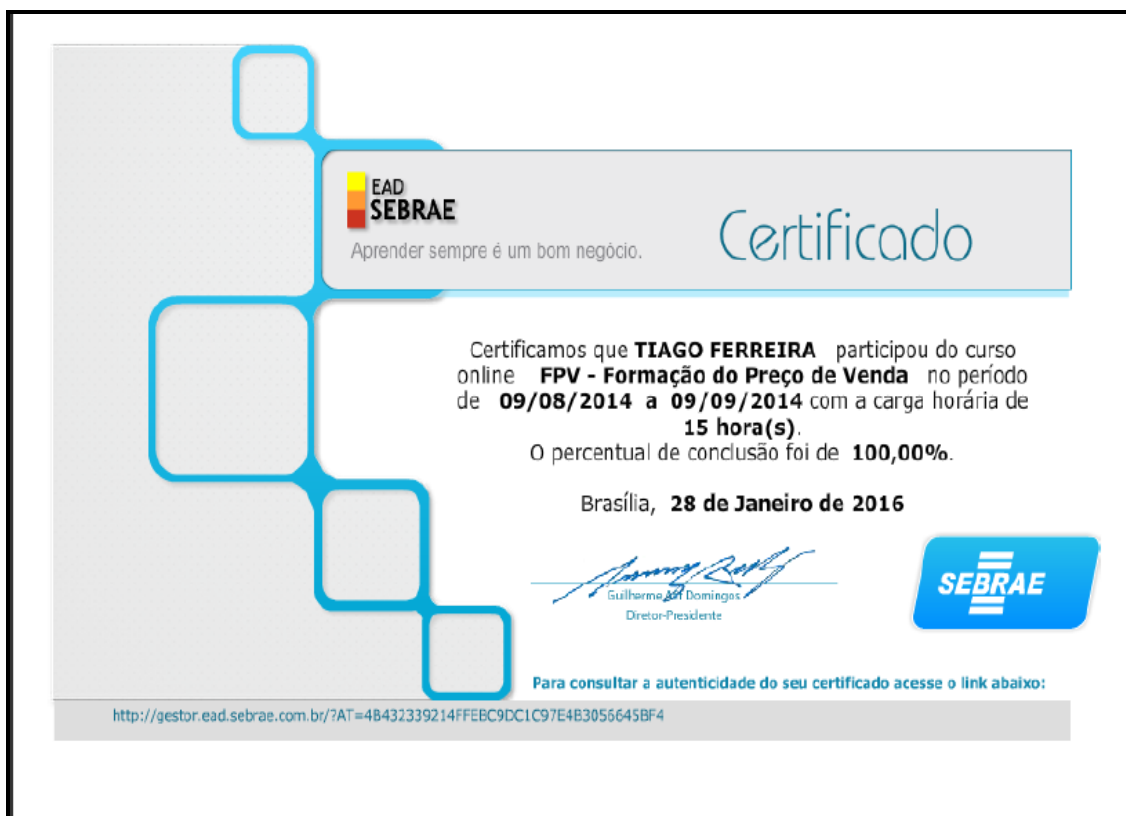 EAD
SEBRAE
Aprender sempre é um bom negócio.
Certificado
Certificamos que TIAGO FERREIRA participou do curso
online FPV - Formação do Preço de Venda no período
de 09/08/2014 a 09/09/2014 com a carga horária de
15 hora(s).
O percentual de conclusão foi de 100,00%.
Brasília, 28 de Janeiro de 2016
Guilherme Afif Domingos
Diretor-Presidente
SEBRAE
Para consultar a autenticidade do seu certificado acesse o link abaixo:
http://gestor.ead.sebrae.com.br/?AT=4B432339214FFEBC9DC1C97E4B3056645BF4